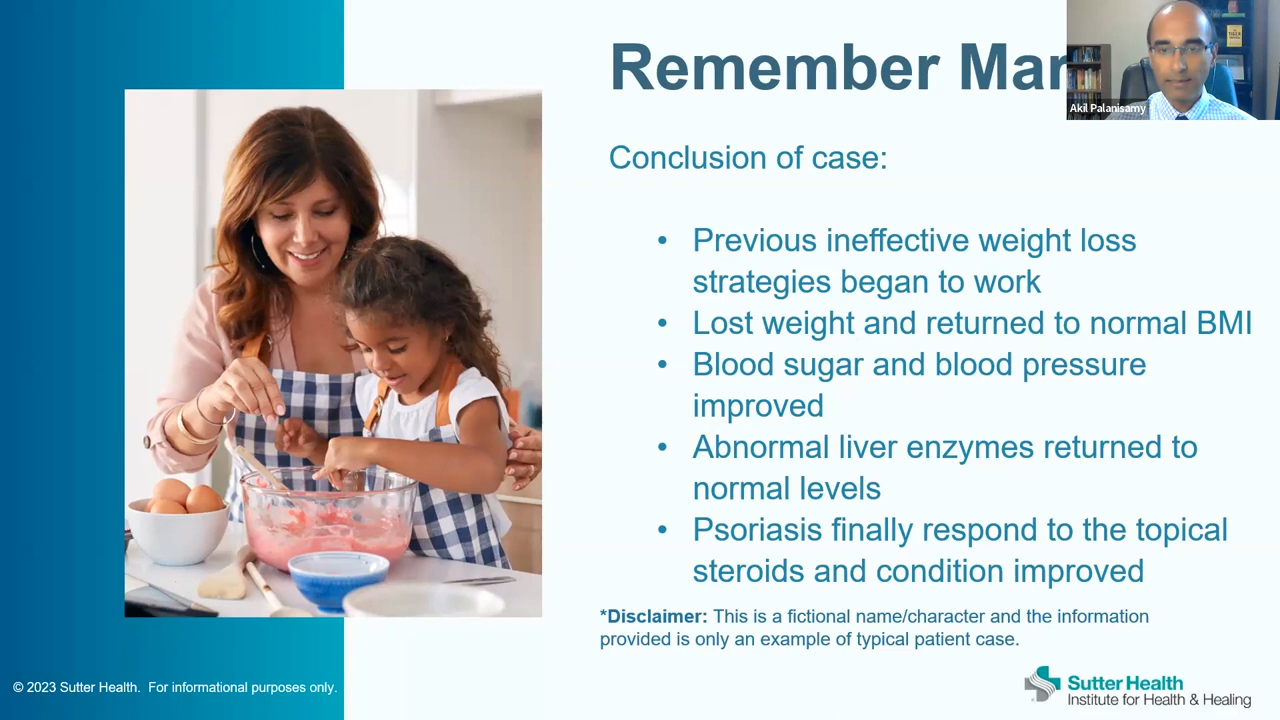 Remember Mar
Akil Palanisamy
Conclusion of case:
• Previous ineffective weight loss
strategies began to work
• Lost weight and returned to normal BMI
• Blood sugar and blood pressure
improved
• Abnormal liver enzymes returned to
normal levels
• Psoriasis finally respond to the topical
steroids and condition improved
*Disclaimer: This is a fictional name/character and the information
provided is only an example of typical patient case.
© 2023 Sutter Health. For informational purposes only.
Sutter Health
Institute for Health & Healing